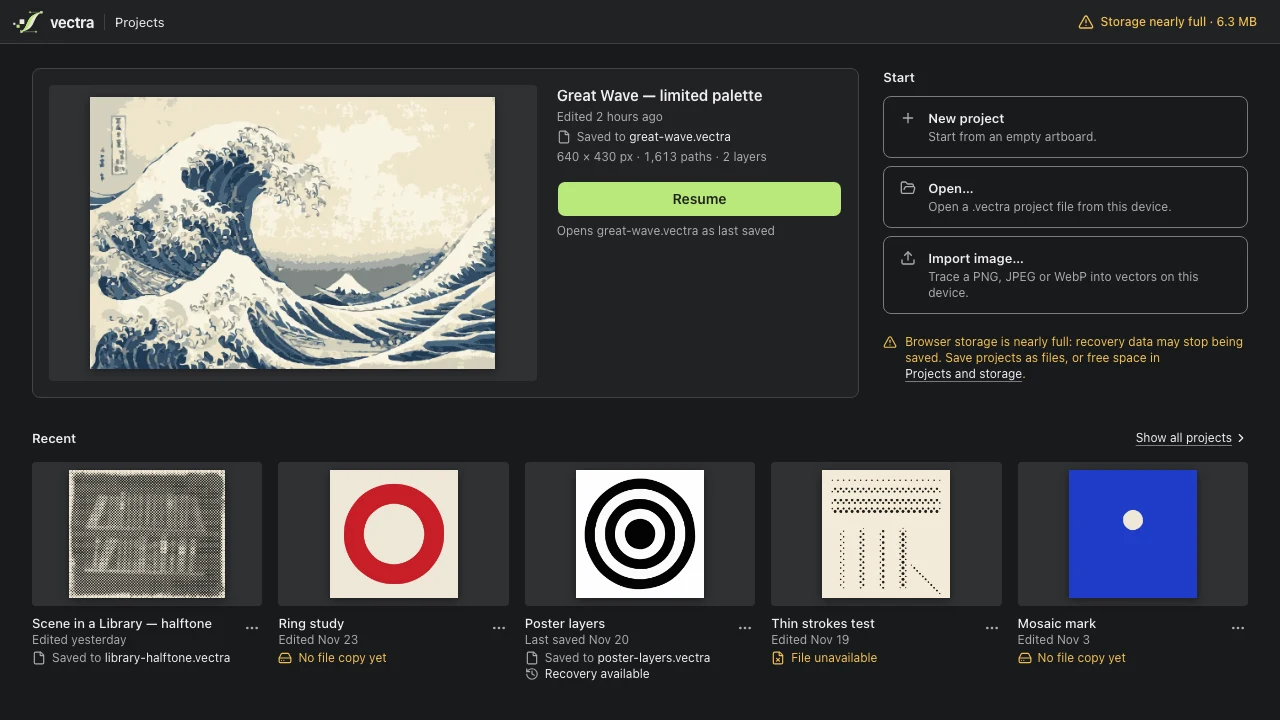 vectra
Projects
Storage nearly full · 6.3 MB
Great Wave — limited palette
Edited 2 hours ago
Saved to great-wave.vectra
640 × 430 px · 1,613 paths · 2 layers
Resume
Opens great-wave.vectra as last saved
Start
New project
Start from an empty artboard.
Open...
Open a .vectra project file from this device.
Import image...
Trace a PNG, JPEG or WebP into vectors on this
device.
Browser storage is nearly full: recovery data may stop being
saved. Save projects as files, or free space in
Projects and storage.
Recent
Show all projects
Scene in a Library — halftone
Edited yesterday
Saved to library-halftone.vectra
Ring study
Edited Nov 23
No file copy yet
Poster layers
Last saved Nov 20
Saved to poster-layers.vectra
Recovery available
Thin strokes test
Edited Nov 19
File unavailable
Mosaic mark
Edited Nov 3
No file copy yet